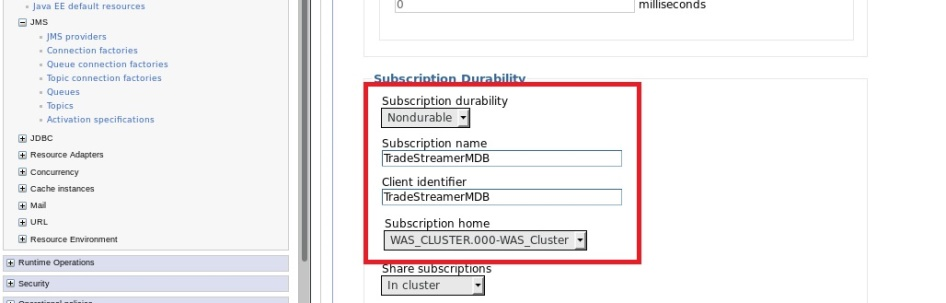 Java EE default resources
JMS
JMS providers
Connection factories
Queue connection factories
Topic connection factories
Queues
Topics
Activation specifications
JDBC
Resource Adapters
Concurrency
Cache instances
Mail
URL
Resource Environment
Runtime Operations
Security
Operational policies
0 milliseconds
Subscription Durability
Subscription durability
Nondurable
Subscription name
TradeStreamerMDB
Client identifier
TradeStreamerMDB
Subscription home
WAS_CLUSTER.000-WAS_Cluster
Share subscriptions
In cluster